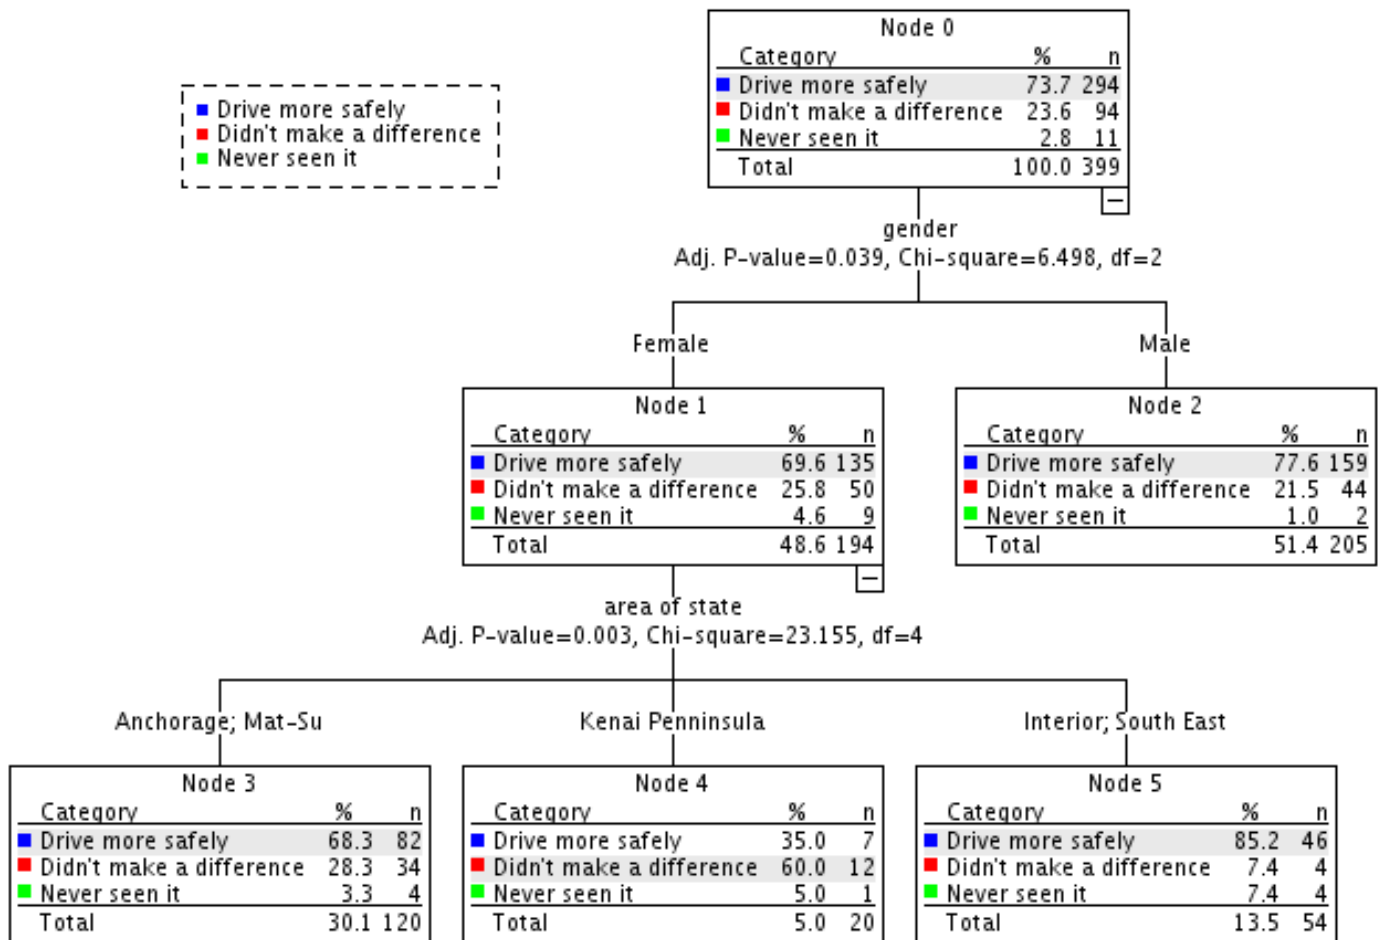 Node 0
Category % n
Drive more safely 73.7 294
Didn't make a difference 23.6 94
Never seen it 2.8 11
Total 100.0 399
Drive more safely
Didn't make a difference
Never seen it
gender
Adj. P-value=0.039, Chi-square=6.498, df=2
Female
Male
Node 1
Category % n
Drive more safely 69.6 135
Didn't make a difference 25.8 50
Never seen it 4.6 9
Total 48.6 194
Node 2
Category % n
Drive more safely 77.6 159
Didn't make a difference 21.5 44
Never seen it 1.0 2
Total 51.4 205
area of state
Adj. P-value=0.003, Chi-square=23.155, df=4
Anchorage; Mat-Su
Kenai Penninsula
Interior; South East
Node 3
Category % n
Drive more safely 68.3 82
Didn't make a difference 28.3 34
Never seen it 3.3 4
Total 30.1 120
Node 4
Category % n
Drive more safely 35.0 7
Didn't make a difference 60.0 12
Never seen it 5.0 1
Total 5.0 20
Node 5
Category % n
Drive more safely 85.2 46
Didn't make a difference 7.4 4
Never seen it 7.4 4
Total 13.5 54